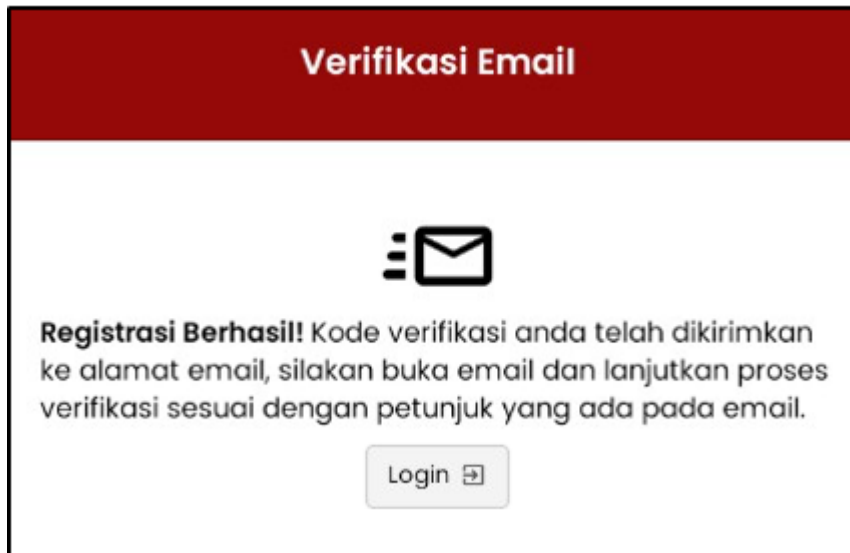 Verifikasi Email
Registrasi Berhasil! Kode verifikasi anda telah dikirimkan
ke alamat email, silakan buka email dan lanjutkan proses
verifikasi sesuai dengan petunjuk yang ada pada email.
Login